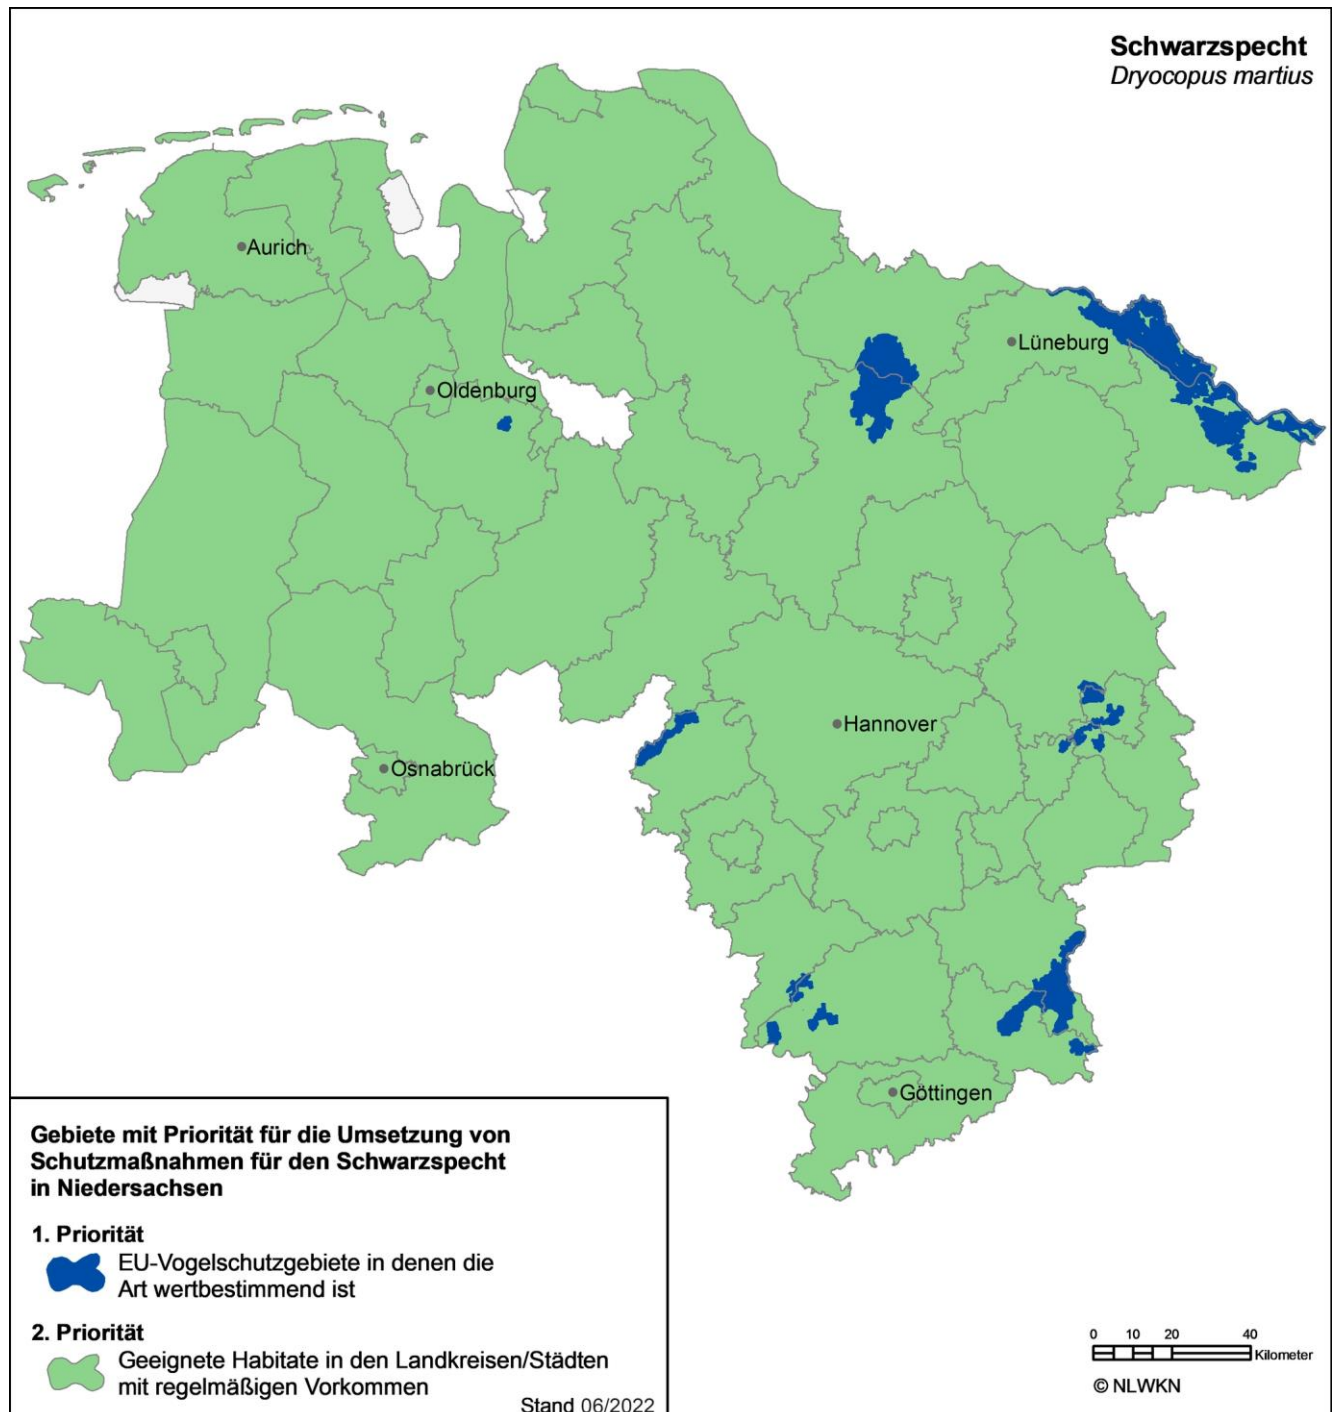 Schwarzspecht
Dryocopus martius
Aurich
Lüneburg
Oldenburg
Hannover
Osnabrück
Göttingen
Gebiete mit Priorität für die Umsetzung von
Schutzmaßnahmen für den Schwarzspecht
in Niedersachsen
1. Priorität
EU-Vogelschutzgebiete in denen die
Art wertbestimmend ist
2. Priorität
Geeignete Habitate in den Landkreisen/Städten
mit regelmäßigen Vorkommen
Stand 06/2022
0 10 20 40
Kilometer
© NLWKN